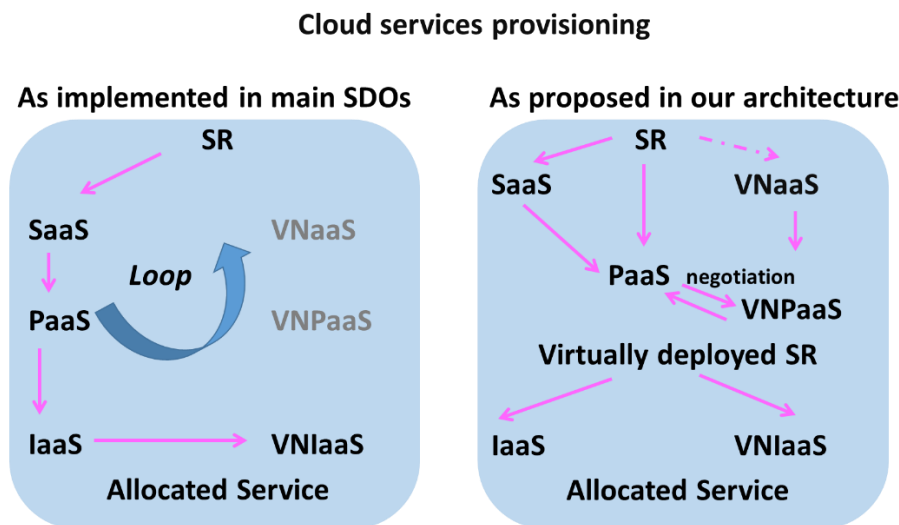 Cloud services provisioning
As implemented in main SDOs
SR
SaaS
VNaaS
Loop
PaaS
VNPaaS
IaaS
VNIaaS
Allocated Service
As proposed in our architecture
SR
SaaS
VNaaS
PaaS
negotiation
VNPaaS
Virtually deployed SR
IaaS
VNIaaS
Allocated Service